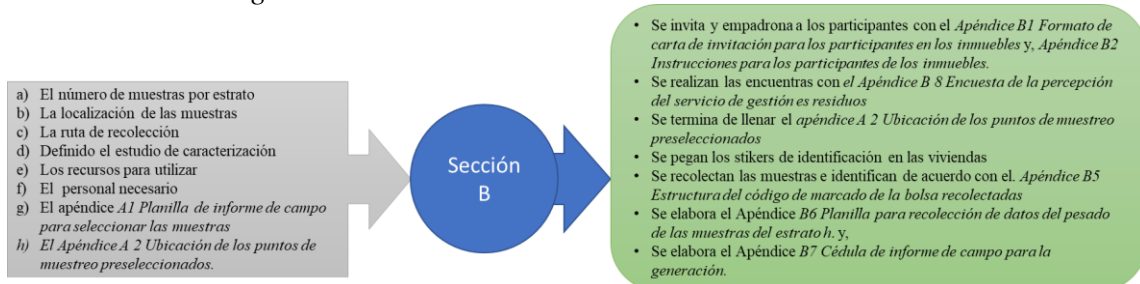 a) El número de muestras por estrato
b) La localización de las muestras
c) La ruta de recolección
d) Definido el estudio de caracterización
e) Los recursos para utilizar
f) El personal necesario
g) El apéndice A1 Planilla de informe de campo
para seleccionar las muestras
h) El Apéndice A 2 Ubicación de los puntos de
muestreo preseleccionados.
Sección
B
• Se invita y empadrona a los participantes con el Apéndice B1 Formato de
carta de invitación para los participantes en los inmuebles y, Apéndice B2
Instrucciones para los participantes de los inmuebles.
• Se realizan las encuentras con el Apéndice B 8 Encuesta de la percepción
del servicio de gestión es residuos
• Se termina de llenar el apéndice A 2 Ubicación de los puntos de muestreo
preseleccionados
• Se pegan los stikers de identificación en las viviendas
• Se recolectan las muestras e identifican de acuerdo con el. Apéndice B5
Estructura del código de marcado de la bolsa recolectadas
• Se elabora el Apéndice B6 Planilla para recolección de datos del pesado
de las muestras del estrato h. y,
• Se elabora el Apéndice B7 Cédula de informe de campo para la
generación.